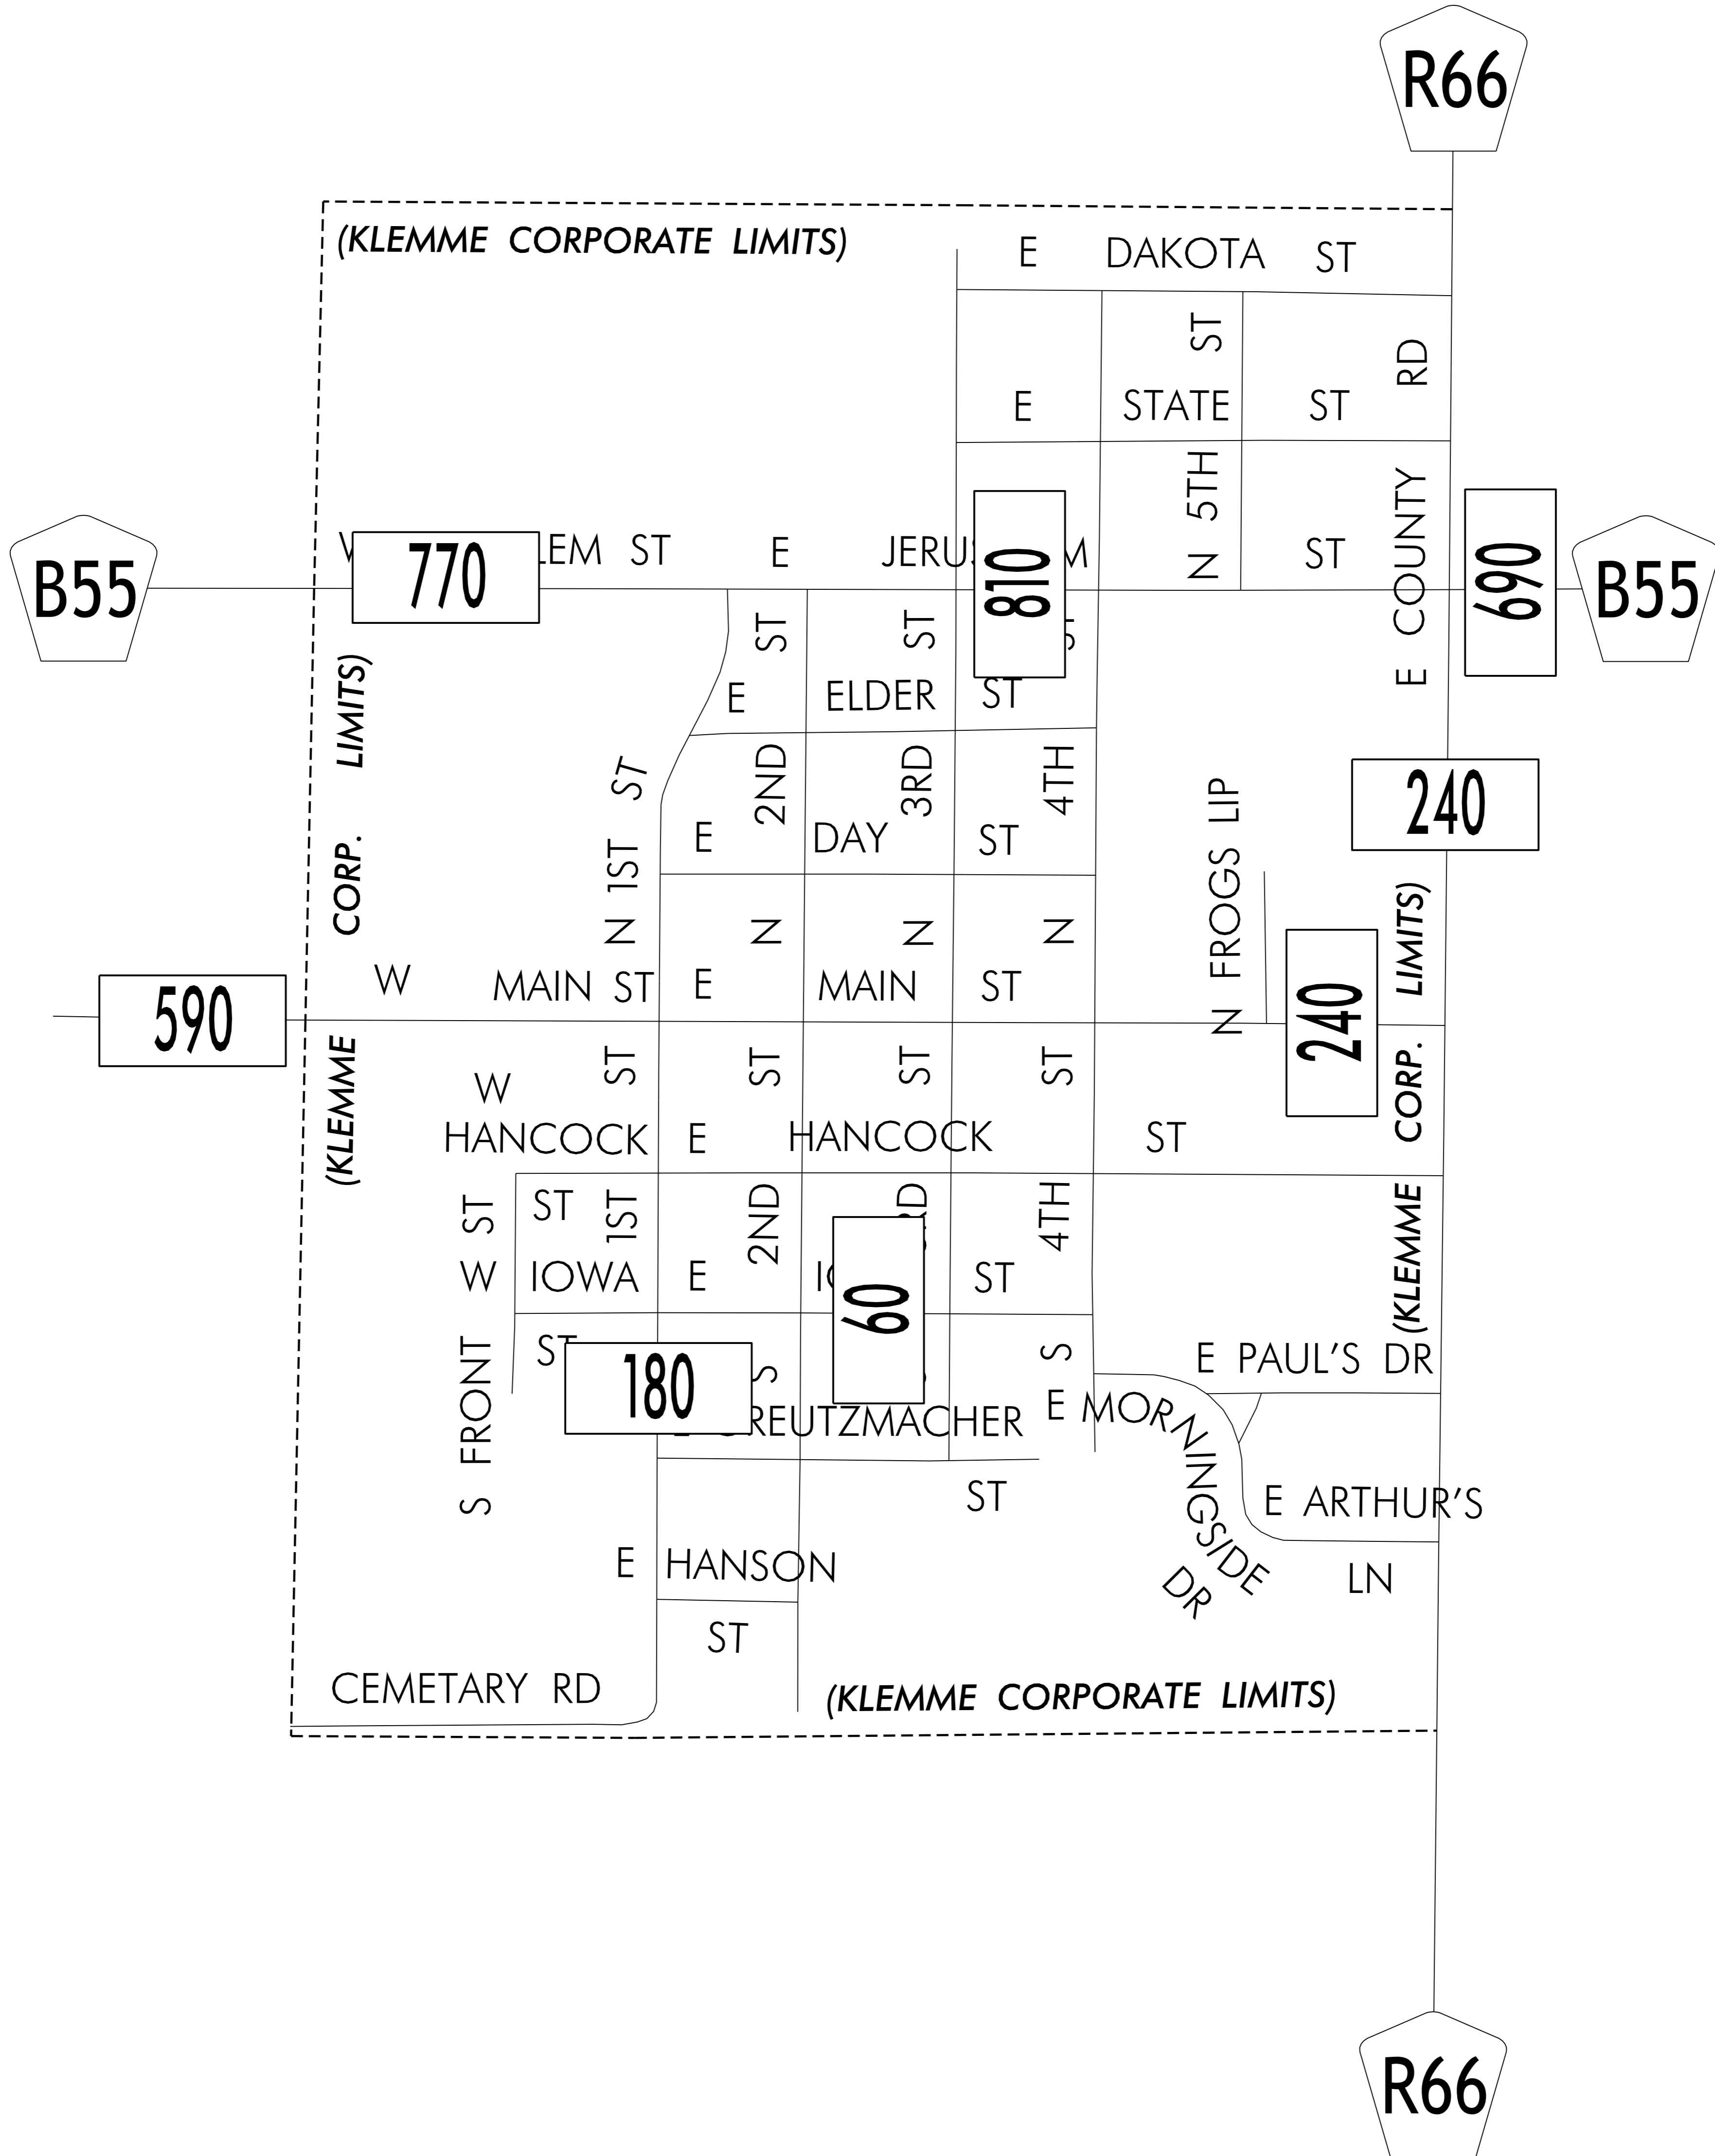 R66
(KLEMME CORPORATE LIMITS)
E DAKOTA ST
N 5TH ST
E COUNTY RD
E STATE ST
B55
770
ST
E
ST
810
690
B55
(KLEMME CORP. LIMITS)
E ELDER ST
N 1ST ST
N 2ND ST
N 3RD ST
N 4TH
240
E DAY ST
N FROGS LIP
240
(KLEMME CORP. LIMITS)
590
W MAIN ST
E MAIN ST
W HANCOCK ST
E HANCOCK ST
1ST ST
S 2ND ST
ST
S 4TH ST
S FRONT ST
W IOWA ST
E
ST
60
180
E PAUL'S DR
E MORNINGSIDE DR
ST
E ARTHUR'S LN
E HANSON ST
CEMETARY RD
(KLEMME CORPORATE LIMITS)
R66